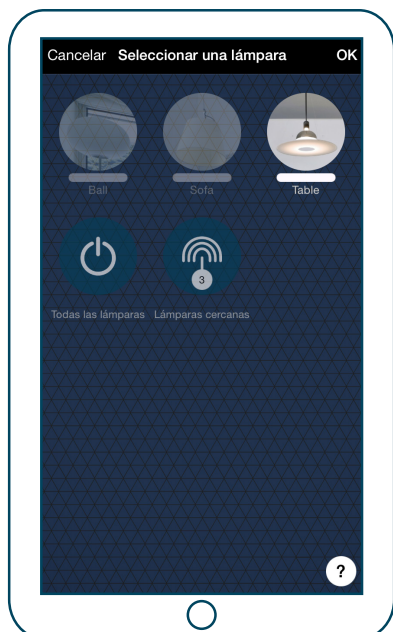 Cancelar Seleccionar una lámpara OK
Ball Sofa Table
3
Todas las lámparas Lámparas cercanas
?